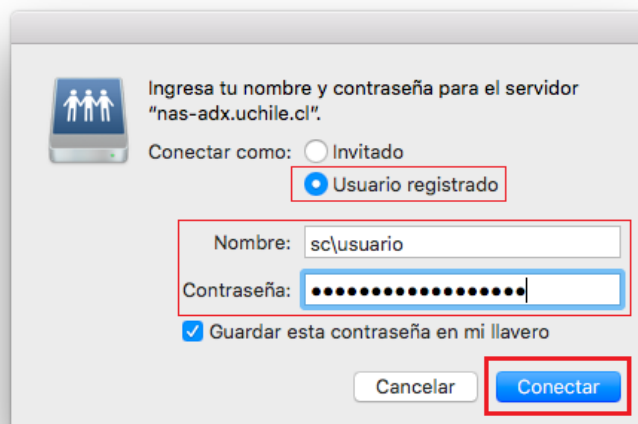 Ingresa tu nombre y contraseña para el servidor
“nas-adx.uchile.cl”.
Conectar como: Invitado
Usuario registrado
Nombre: sc\usuario
Contraseña: ••••••••••••••••••
Guardar esta contraseña en mi llavero
Cancelar Conectar